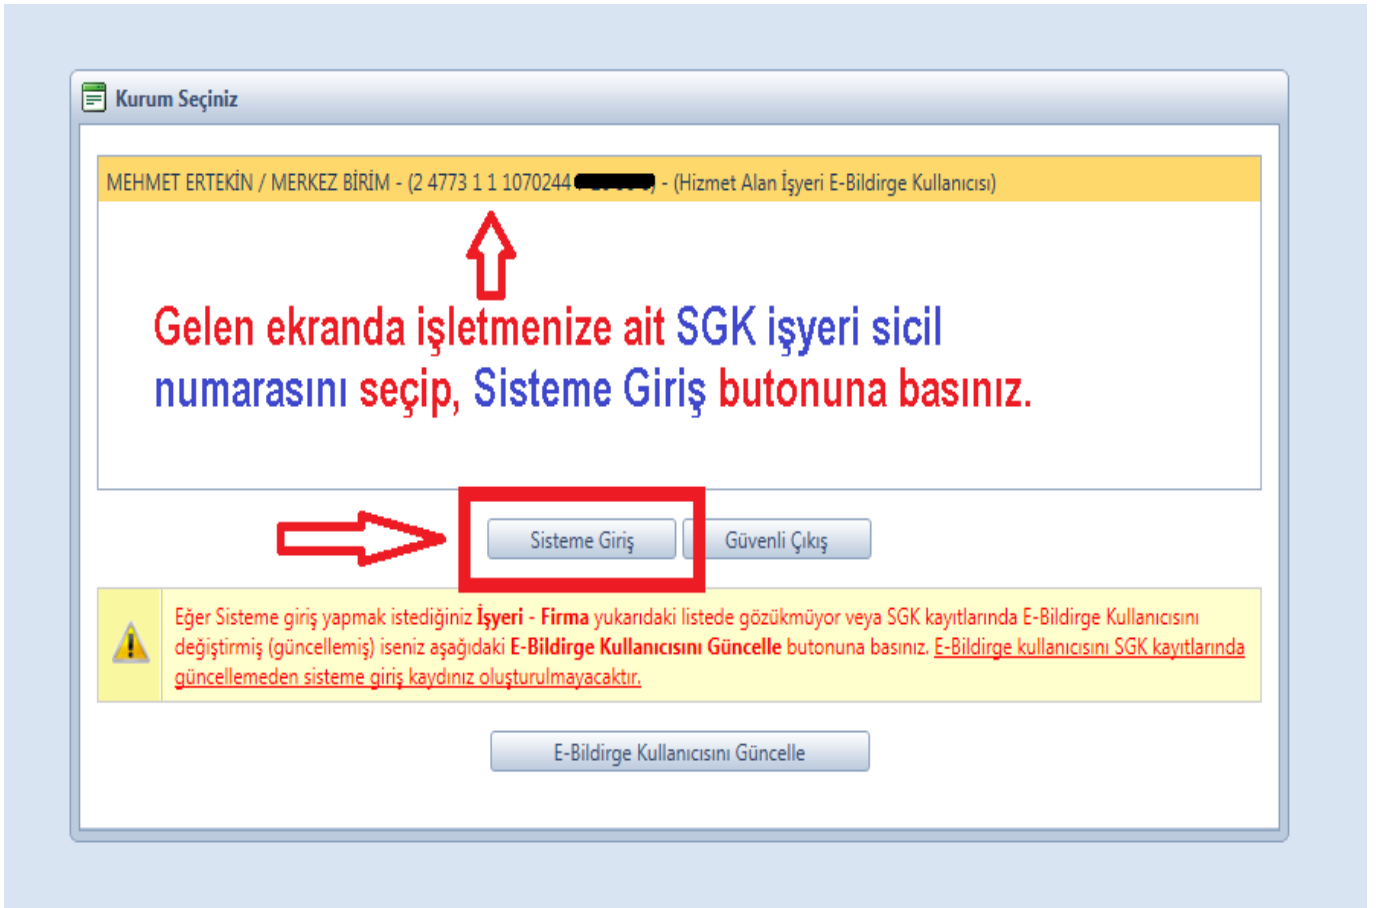 Kurum Seçiniz
MEHMET ERTEKİN / MERKEZ BİRİM - (2 4773 1 1 1070244 ) - (Hizmet Alan İşyeri E-Bildirge Kullanıcısı)
Gelen ekranda işletmenize ait SGK işyeri sicil
numarasını seçip, Sisteme Giriş butonuna basınız.
Sisteme Giriş Güvenli Çıkış
Eğer Sisteme giriş yapmak istediğiniz İşyeri - Firma yukarıdaki listede gözükmüyor veya SGK kayıtlarında E-Bildirge Kullanıcısını
değiştirmiş (güncellemiş) iseniz aşağıdaki E-Bildirge Kullanıcısını Güncelle butonuna basınız. E-Bildirge kullanıcısını SGK kayıtlarında
güncellemeden sisteme giriş kaydınız oluşturulmayacaktır.
E-Bildirge Kullanıcısını Güncelle